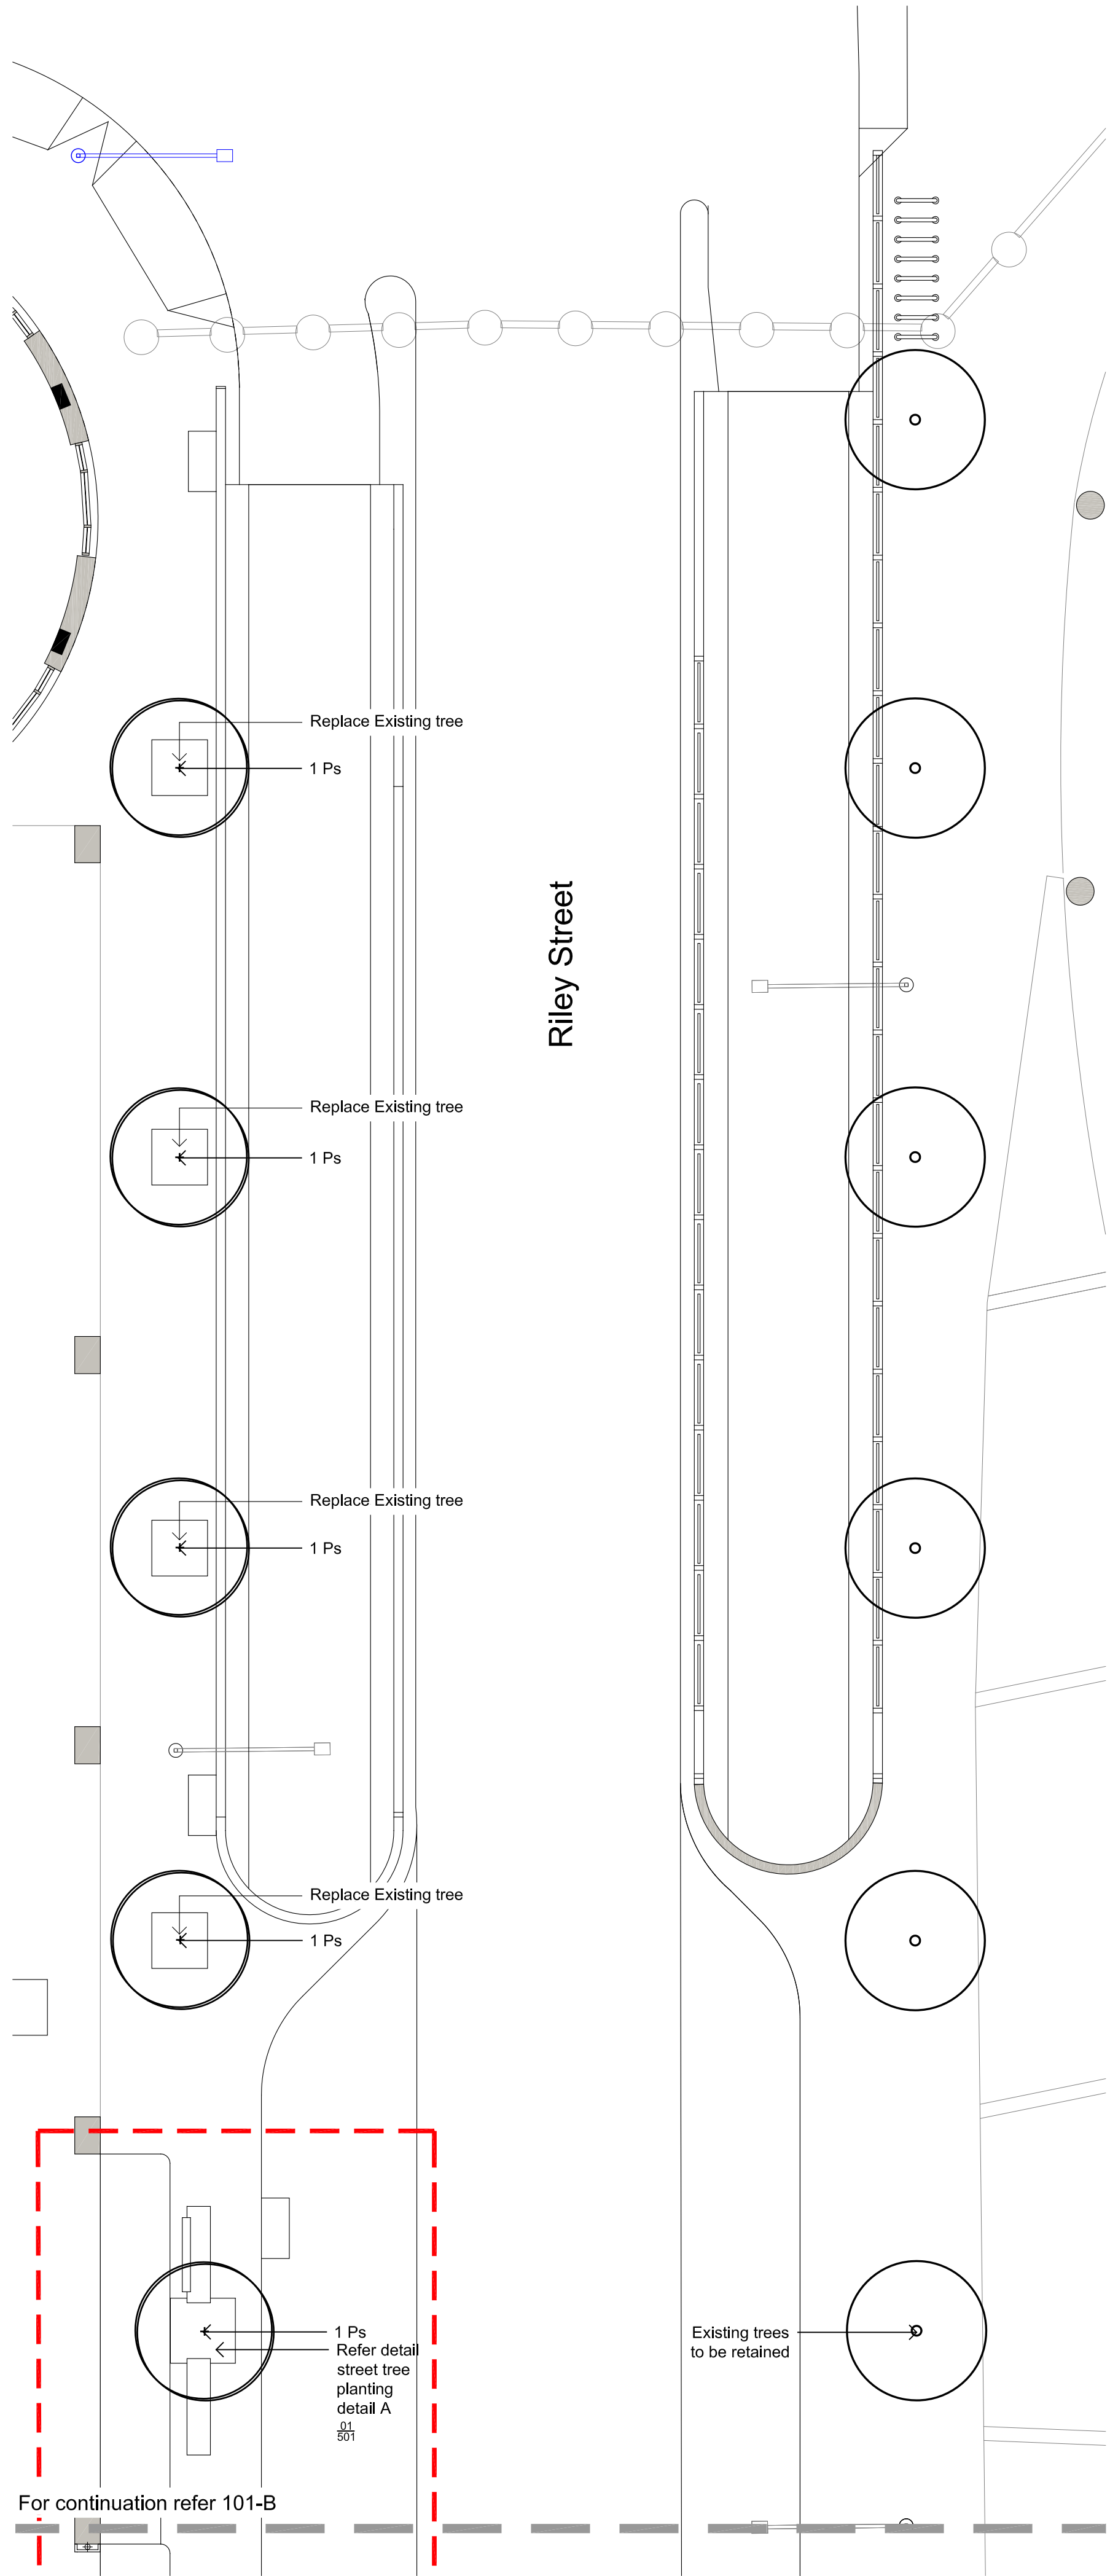 Replace Existing tree
1 Ps
Riley Street
Replace Existing tree
1 Ps
Replace Existing tree
1 Ps
Replace Existing tree
1 Ps
1 Ps
Refer detail
street tree
planting
detail A
01
501
Existing trees
to be retained
For continuation refer 101-B